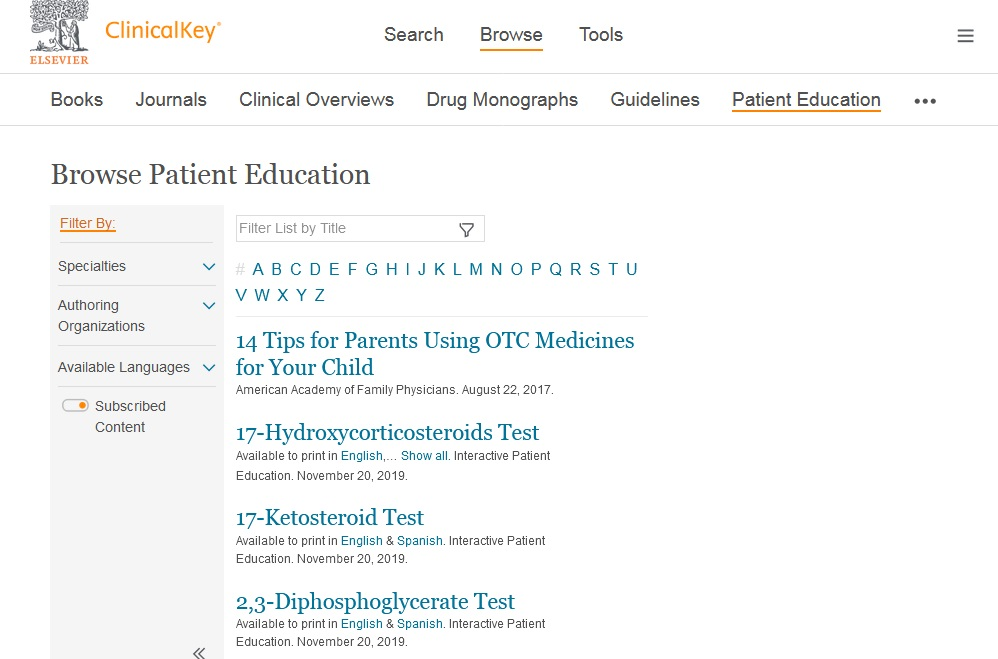 ELSEVIER
ClinicalKey®
Search Browse Tools
Books Journals Clinical Overviews Drug Monographs Guidelines Patient Education •••
Browse Patient Education
Filter By:
Specialties
Authoring
Organizations
Available Languages
Subscribed
Content
Filter List by Title
# A B C D E F G H I J K L M N O P Q R S T U
V W X Y Z
14 Tips for Parents Using OTC Medicines
for Your Child
American Academy of Family Physicians. August 22, 2017.
17-Hydroxycorticosteroids Test
Available to print in English,... Show all. Interactive Patient
Education. November 20, 2019.
17-Ketosteroid Test
Available to print in English & Spanish. Interactive Patient
Education. November 20, 2019.
2,3-Diphosphoglycerate Test
Available to print in English & Spanish. Interactive Patient
Education. November 20, 2019.